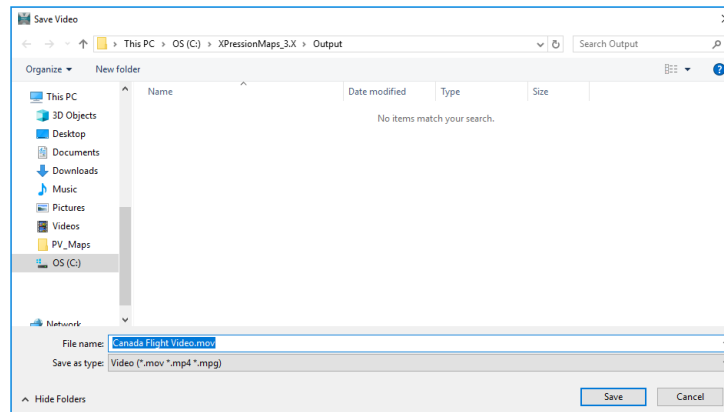 Save Video
This PC > OS (C:) > XPressionMaps_3.X > Output
Search Output
Organize
New folder
Name
Date modified
Type
Size
No items match your search.
This PC
3D Objects
Desktop
Documents
Downloads
Music
Pictures
Videos
PV_Maps
OS (C:)
Network
File name: Canada Flight Video.mov
Save as type: Video (*.mov *.mp4 *.mpg)
Hide Folders
Save
Cancel